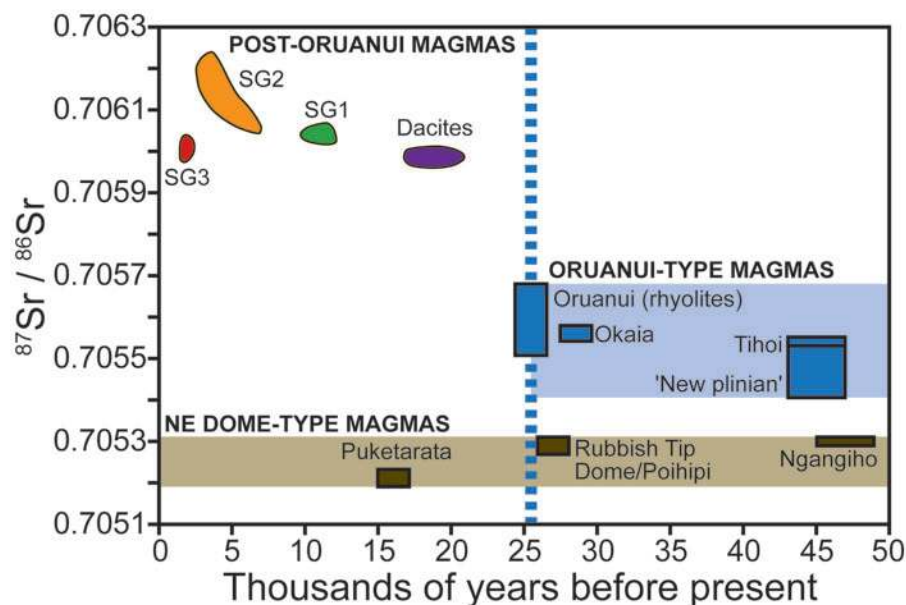 0.7063
POST-ORUANUI MAGMAS
SG2
0.7061
SG1
Dacites
SG3
0.7059
87Sr / 86Sr
0.7057
ORUANUI-TYPE MAGMAS
Oruanui (rhyolites)
Okaia
0.7055
Tihoi
'New plinian'
NE DOME-TYPE MAGMAS
0.7053
Puketarata
Rubbish Tip
Dome/Poihipi
Ngangiho
0.7051
0 5 10 15 20 25 30 35 40 45 50
Thousands of years before present